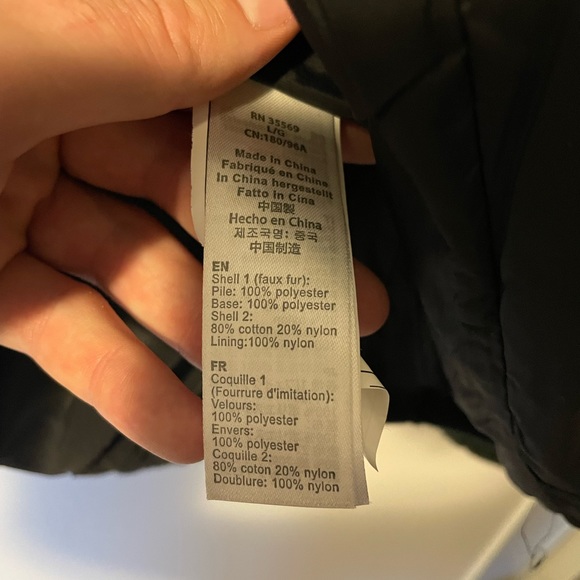 RN 35569
L/G
CN:180/96A
Made In China
Fabriqué en Chine
In China hergestellt
Fatto In Cina
中国製
Hecho en China
제조국명: 중국
中国制造
EN
Shell 1 (faux fur):
Pile: 100% polyester
Base: 100% polyester
Shell 2:
80% cotton 20% nylon
Lining:100% nylon
FR
Coquille 1
(Fourrure d'imitation):
Velours:
100% polyester
Envers:
100% polyester
Coquille 2:
80% coton 20% nylon
Doublure: 100% nylon